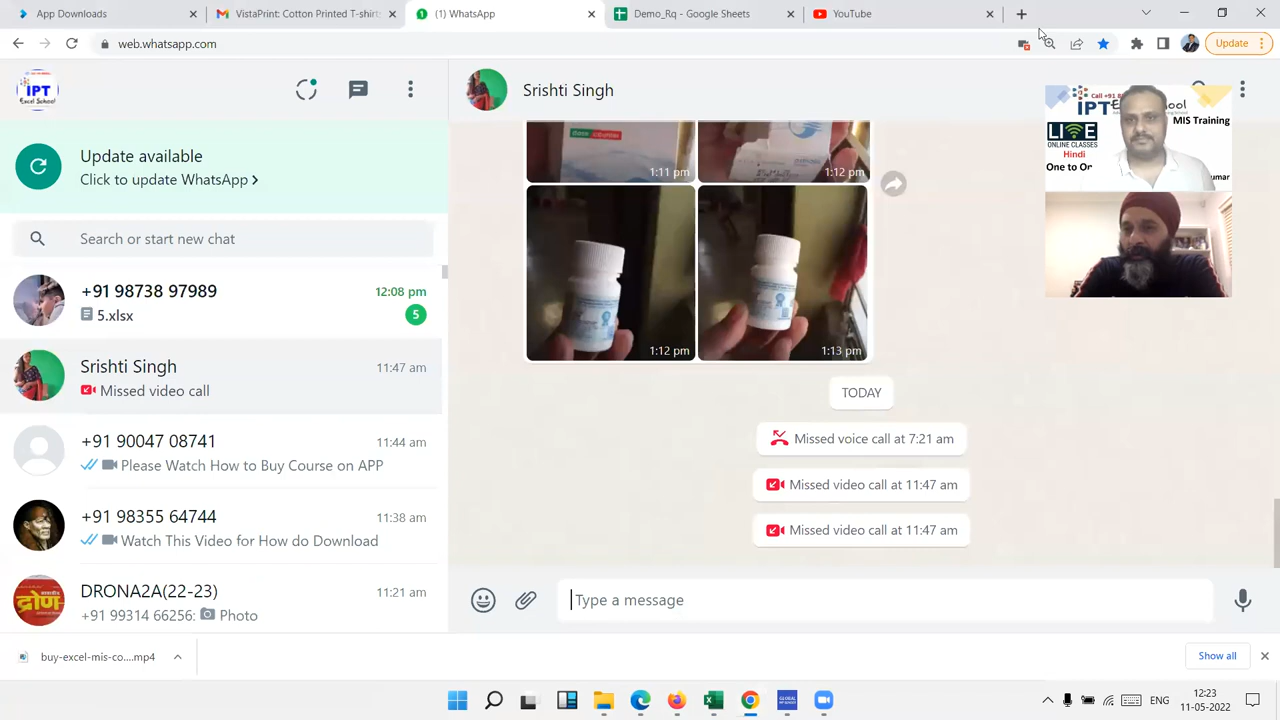 App Downloads
VistaPrint: Cotton Printed T-shirts
(1) WhatsApp
Demo_Rq - Google Sheets
YouTube
web.whatsapp.com
Update
IPT
Excel School
Srishti Singh
Update available
Click to update WhatsApp
Search or start new chat
+91 98738 97989
12:08 pm
5.xlsx
5
Srishti Singh
11:47 am
Missed video call
+91 90047 08741
11:44 am
Please Watch How to Buy Course on APP
+91 98355 64744
11:38 am
Watch This Video for How do Download
द्रोण
DRONA2A(22-23)
11:21 am
+91 99314 66256: Photo
1:11 pm
1:12 pm
1:12 pm
1:13 pm
TODAY
Missed voice call at 7:21 am
Missed video call at 11:47 am
Missed video call at 11:47 am
Type a message
Call +91 8
IPT
MIS Training
LIVE
ONLINE CLASSES
Hindi
One to Or
umar
buy-excel-mis-co....mp4
Show all
ENG
12:23
11-05-2022